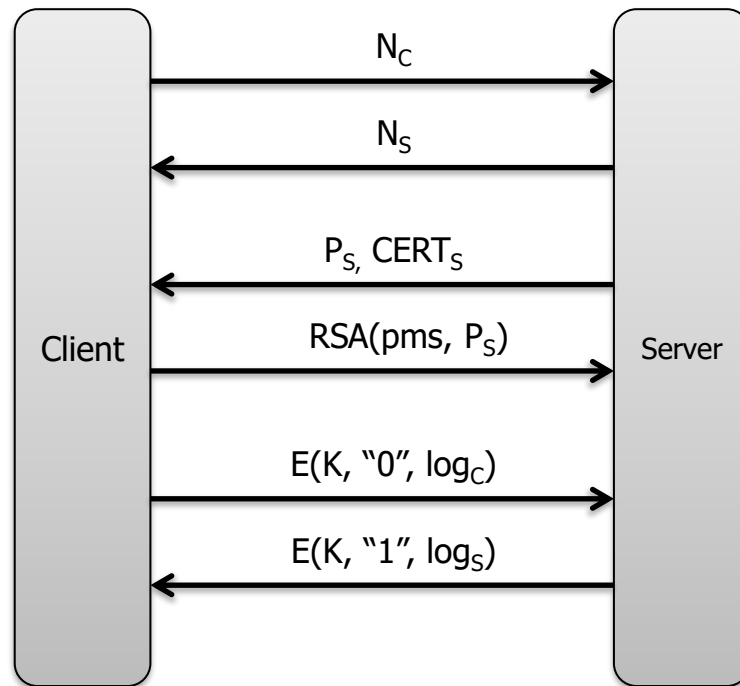 N_C
N_S
P_S, CERT_S
Client
RSA(pms, P_S)
Server
E(K, “0”, log_C)
E(K, “1”, log_S)